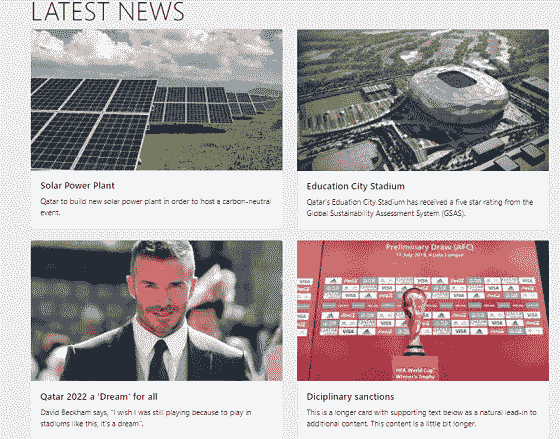 LATEST NEWS
Solar Power Plant
Qatar to build new solar power plant in order to host a carbon-neutral
event.
Education City Stadium
Qatar's Eduation City Stadium has received a five star rating from the
Global Sustainability Assessment System (GSAS).
Preliminary Draw (AFC)
17 July 2019, Kuala Lumpur
VISA
FIFA World Cup
Winner's Trophy
Qatar 2022 a 'Dream' for all
David Beckham says, "I wish I was still playing because to play in
stadiums like this, it's a dream".
Diciplinary sanctions
This is a longer card with supporting text below as a natural lead-in to
additional content. This content is a little bit longer.